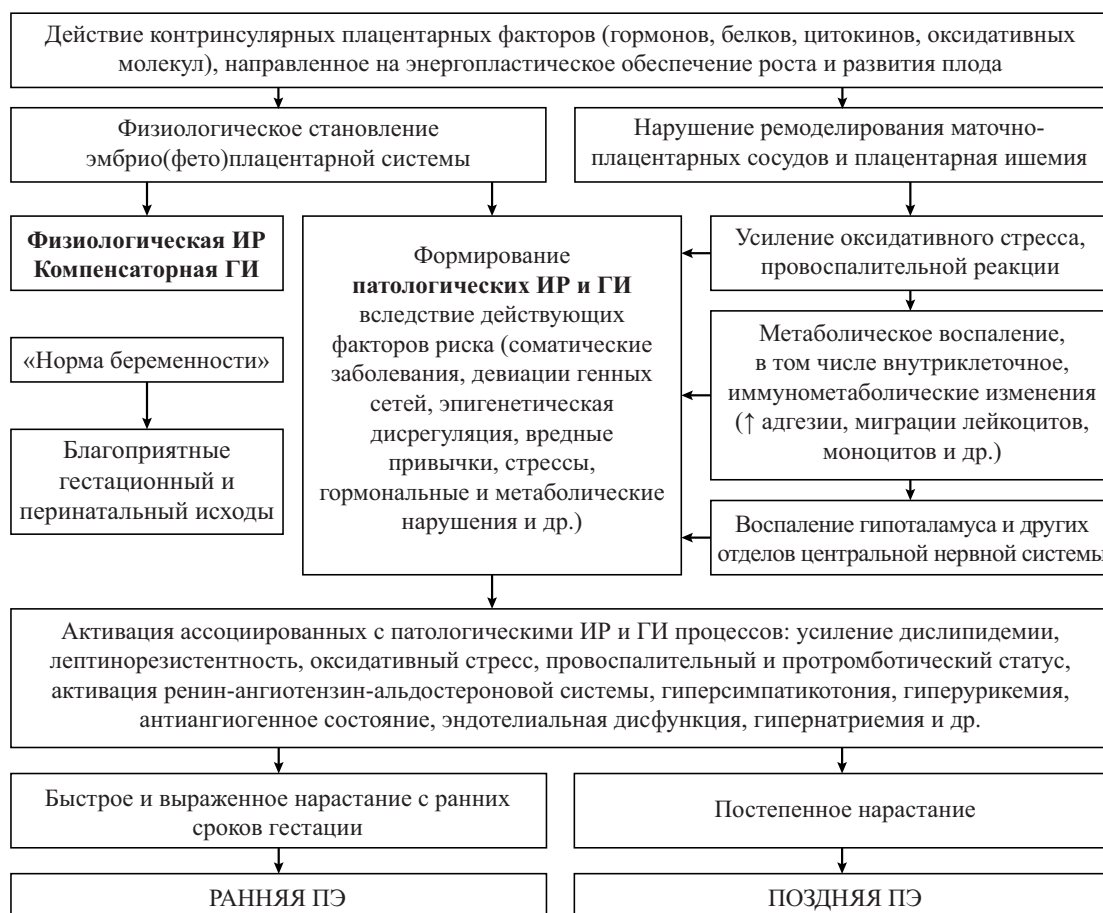 Действие контринсулярных плацентарных факторов (гормонов, белков, цитокинов, оксидативных
молекул), направленное на энергопластическое обеспечение роста и развития плода
Физиологическое становление
эмбрио(фето)плацентарной системы
Нарушение ремоделирования маточно-
плацентарных сосудов и плацентарная ишемия
Физиологическая ИР
Компенсаторная ГИ
«Норма беременности»
Благоприятные
гестационный и
перинатальный исходы
Формирование
патологических ИР и ГИ
вследствие действующих
факторов риска (соматические
заболевания, девиации генных
сетей, эпигенетическая
дисрегуляция, вредные
привычки, стрессы,
гормональные и метаболические
нарушения и др.)
Усиление оксидативного стресса,
провоспалительной реакции
Метаболическое воспаление,
в том числе внутриклеточное,
иммунометаболические изменения
(↑ адгезии, миграции лейкоцитов,
моноцитов и др.)
Воспаление гипоталамуса и других
отделов центральной нервной системы
Активация ассоциированных с патологическими ИР и ГИ процессов: усиление дислипидемии,
лептинорезистентность, оксидативный стресс, провоспалительный и протромботический статус,
активация ренин-ангиотензин-альдостероновой системы, гиперсимпатикотония, гиперурикемия,
антиангиогенное состояние, эндотелиальная дисфункция, гипернатриемия и др.
Быстрое и выраженное нарастание с ранних
сроков гестации
Постепенное нарастание
РАННЯЯ ПЭ
ПОЗДНЯЯ ПЭ